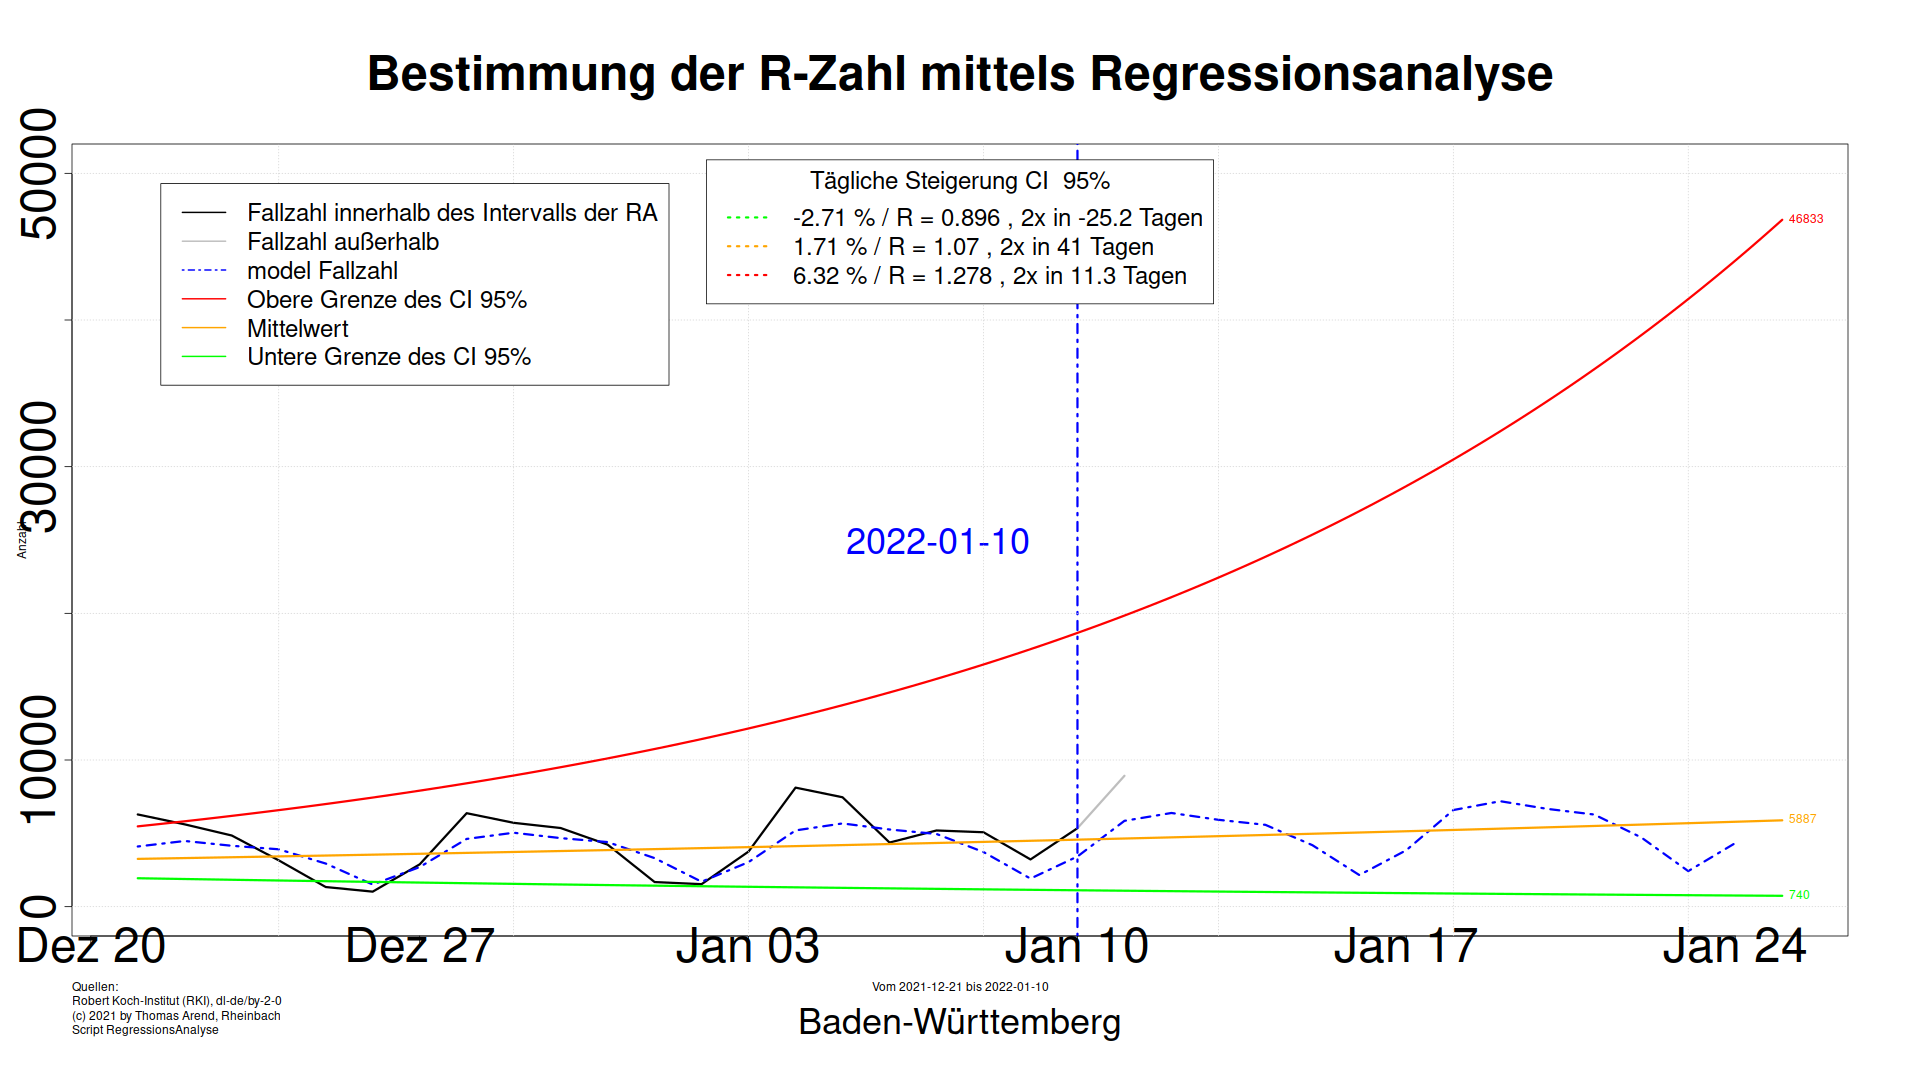 Bestimmung der R-Zahl mittels Regressionsanalyse
50000
30000
10000
0
Anzahl
Fallzahl innerhalb des Intervalls der RA
Fallzahl außerhalb
model Fallzahl
Obere Grenze des CI 95%
Mittelwert
Untere Grenze des CI 95%
Tägliche Steigerung CI 95%
-2.71 % / R = 0.896 , 2x in -25.2 Tagen
1.71 % / R = 1.07 , 2x in 41 Tagen
6.32 % / R = 1.278 , 2x in 11.3 Tagen
46833
2022-01-10
5887
740
Dez 20 Dez 27 Jan 03 Jan 10 Jan 17 Jan 24
Quellen:
Robert Koch-Institut (RKI), dl-de/by-2-0
(c) 2021 by Thomas Arend, Rheinbach
Script RegressionsAnalyse
Vom 2021-12-21 bis 2022-01-10
Baden-Württemberg